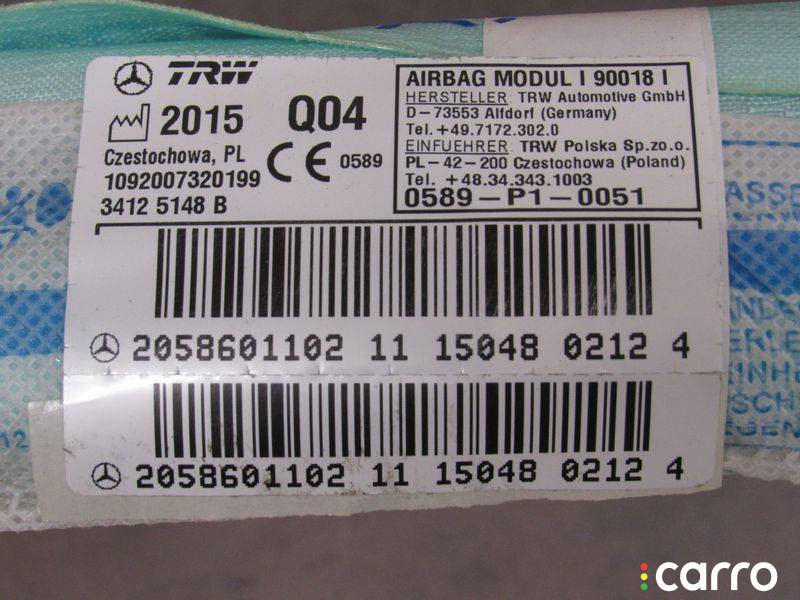 TRW
2015 Q04
Czestochowa, PL CE 0589
1092007320199
3412 5148 B
AIRBAG MODUL I 90018 I
HERSTELLER: TRW Automotive GmbH
D-73553 Alfdorf (Germany)
Tel.+49.7172.302.0
EINFUEHRER: TRW Polska Sp.zo.o.
PL-42-200 Czestochowa (Poland)
Tel. +48.34.343.1003
0589-P1-0051
2058601102 11 15048 0212 4
2058601102 11 15048 0212 4
12
carro